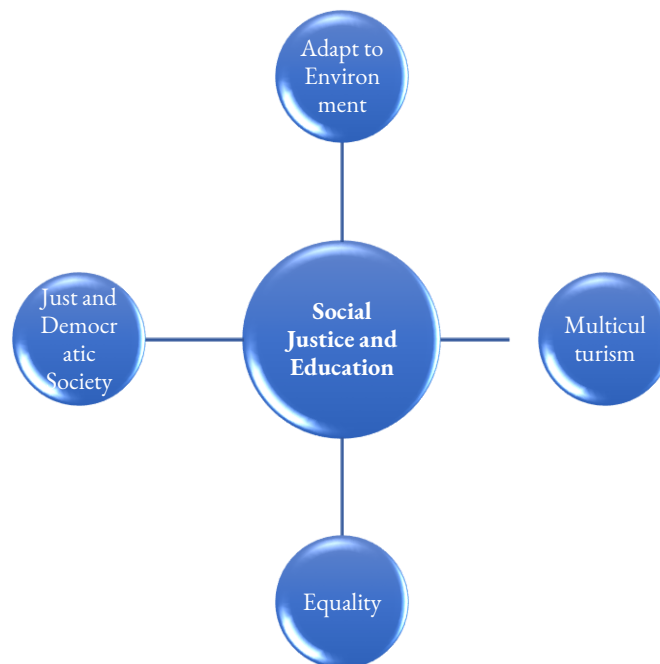 Adapt to
Environ
ment
Just and
Democr
atic
Society
Social
Justice and
Education
Multicul
turism
Equality